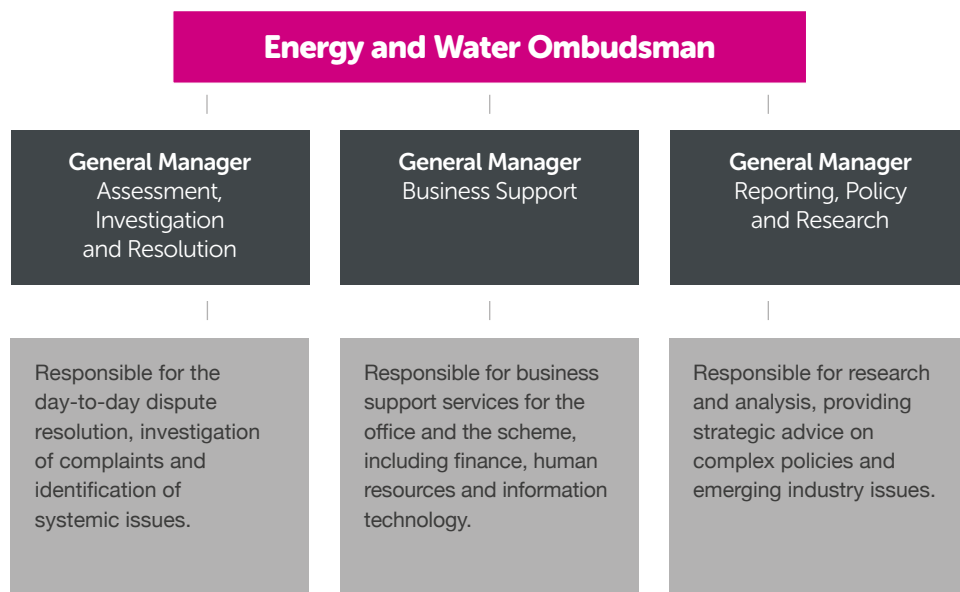 Energy and Water Ombudsman
General Manager
Assessment,
Investigation
and Resolution
General Manager
Business Support
General Manager
Reporting, Policy
and Research
Responsible for the
day-to-day dispute
resolution, investigation
of complaints and
identification of
systemic issues.
Responsible for business
support services for the
office and the scheme,
including finance, human
resources and information
technology.
Responsible for research
and analysis, providing
strategic advice on
complex policies and
emerging industry issues.